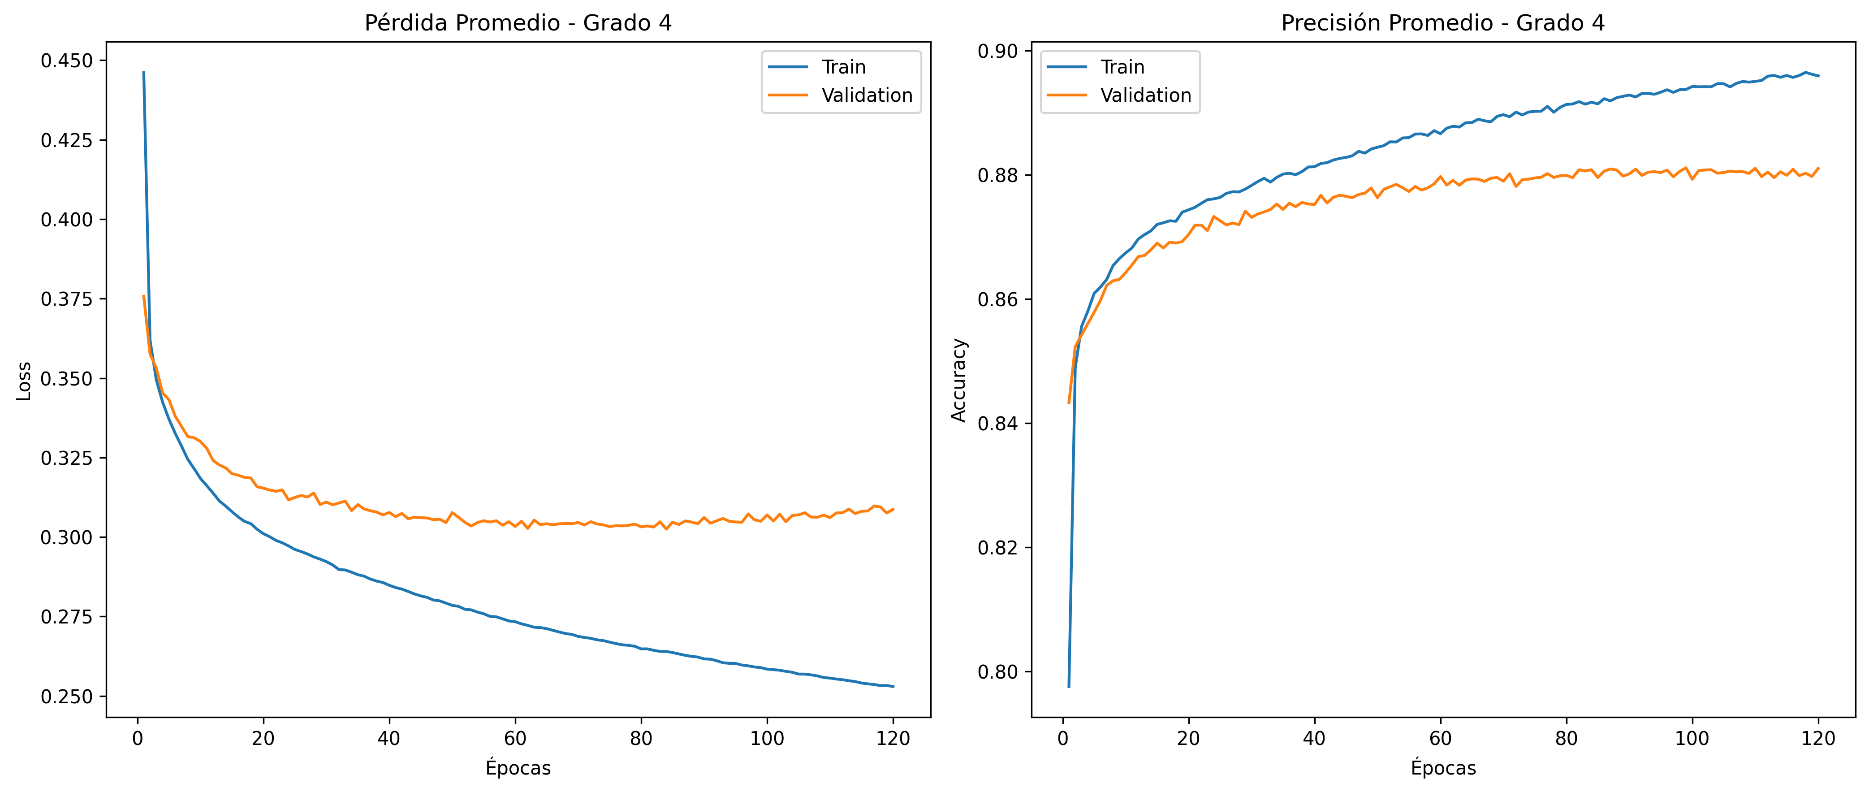 Pérdida Promedio - Grado 4
Train
Validation
0.450
0.425
0.400
0.375
0.350
0.325
0.300
0.275
0.250
Loss
0 20 40 60 80 100 120
Épocas
Precisión Promedio - Grado 4
Train
Validation
0.90
0.88
0.86
0.84
0.82
0.80
Accuracy
0 20 40 60 80 100 120
Épocas